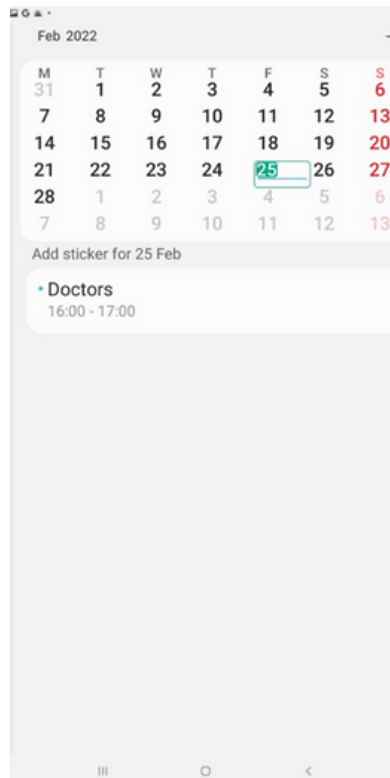 Feb 2022
M T W T F S S
31 1 2 3 4 5 6
7 8 9 10 11 12 13
14 15 16 17 18 19 20
21 22 23 24 25 26 27
28 1 2 3 4 5 6
7 8 9 10 11 12 13
Add sticker for 25 Feb
Doctors
16:00 - 17:00